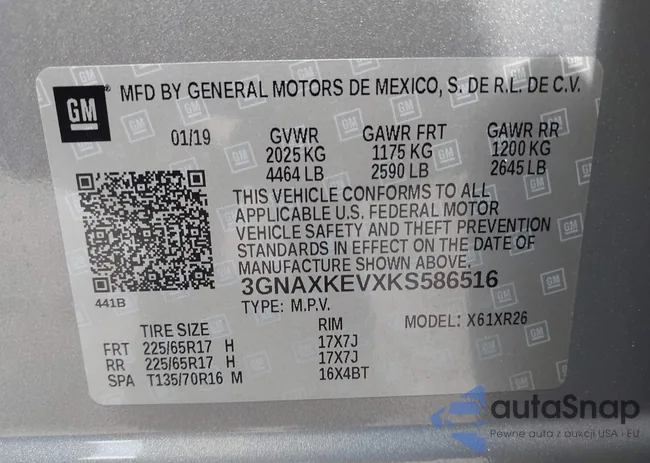 GM
MFD BY GENERAL MOTORS DE MEXICO, S. DE R.L. DE C.V.
01/19 GVWR GAWR FRT GAWR RR
2025 KG 1175 KG 1200 KG
4464 LB 2590 LB 2645 LB
THIS VEHICLE CONFORMS TO ALL
APPLICABLE U.S. FEDERAL MOTOR
VEHICLE SAFETY AND THEFT PREVENTION
STANDARDS IN EFFECT ON THE DATE OF
MANUFACTURE SHOWN ABOVE.
3GNAXKEVXKS586516
441B
TYPE: M.P.V. MODEL: X61XR26
TIRE SIZE RIM
FRT 225/65R17 H 17X7J
RR 225/65R17 H 17X7J
SPA T135/70R16 M 16X4BT
autaSnap
Pewne auta z aukcji USA i EU